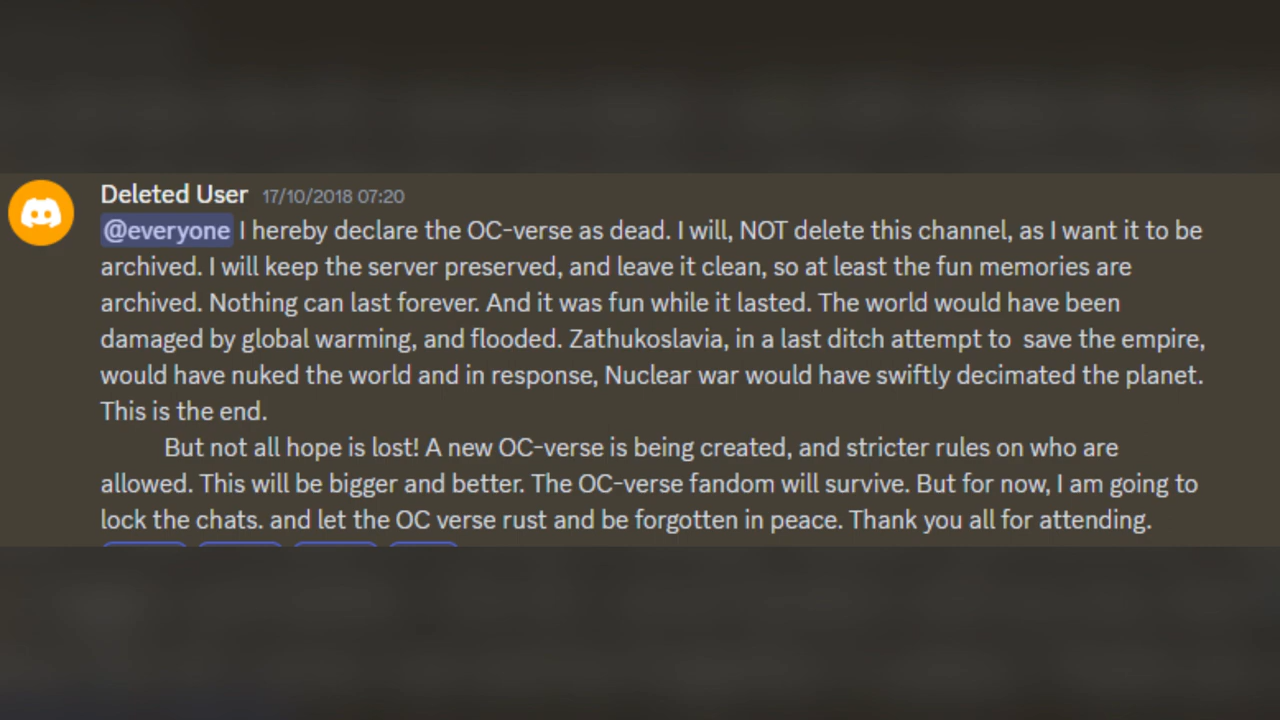 Deleted User 17/10/2018 07:20
@everyone I hereby declare the OC-verse as dead. I will, NOT delete this channel, as I want it to be
archived. I will keep the server preserved, and leave it clean, so at least the fun memories are
archived. Nothing can last forever. And it was fun while it lasted. The world would have been
damaged by global warming, and flooded. Zathukoslavia, in a last ditch attempt to  save the empire,
would have nuked the world and in response, Nuclear war would have swiftly decimated the planet.
This is the end.
But not all hope is lost! A new OC-verse is being created, and stricter rules on who are
allowed. This will be bigger and better. The OC-verse fandom will survive. But for now, I am going to
lock the chats. and let the OC verse rust and be forgotten in peace. Thank you all for attending.